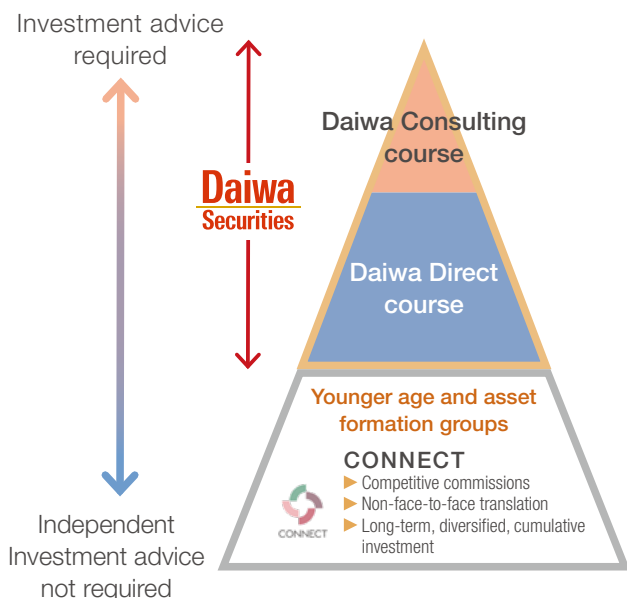 Investment advice
required
Daiwa
Securities
Daiwa Consulting
course
Daiwa Direct
course
Younger age and asset
formation groups
CONNECT
CONNECT
▶ Competitive commissions
▶ Non-face-to-face translation
▶ Long-term, diversified, cumulative
investment
Independent
Investment advice
not required